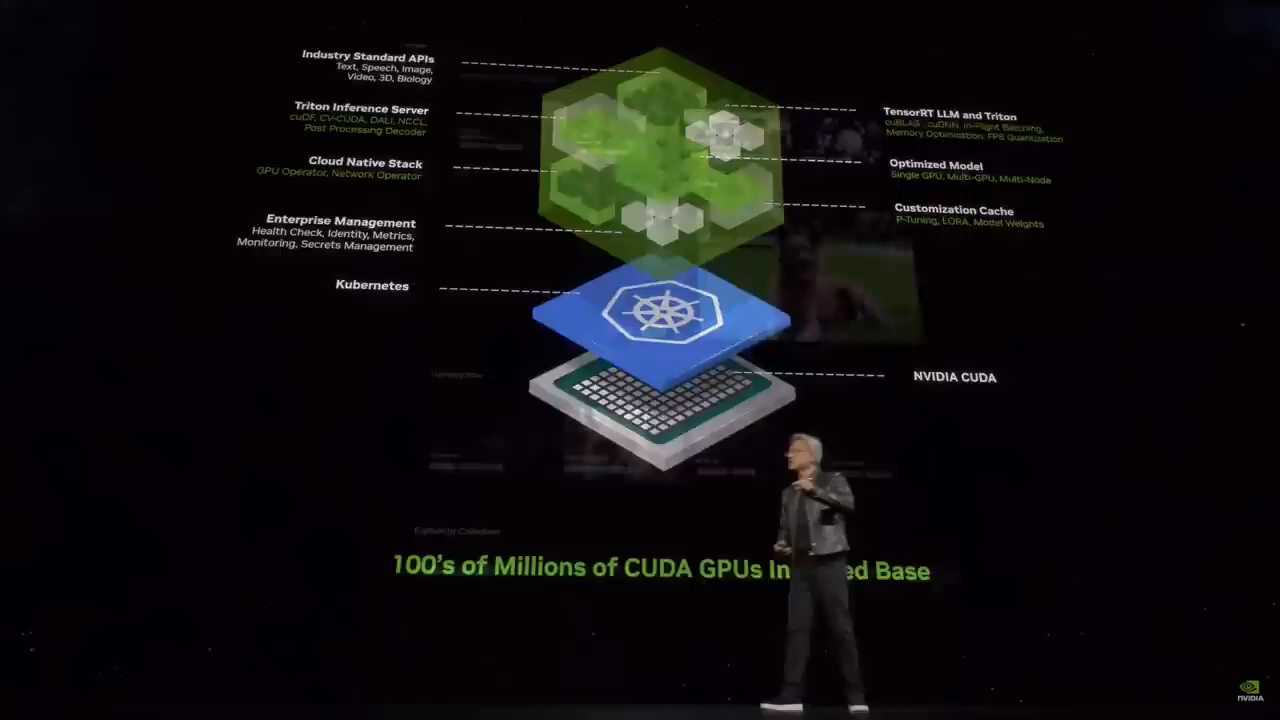 Industry Standard APIs
Text, Speech, Image,
Video, 3D, Biology
Triton Inference Server
cuDF, CV-CUDA, DALI, NCCL,
Post Processing Decoder
Cloud Native Stack
GPU Operator, Network Operator
Enterprise Management
Health Check, Identity, Metrics,
Monitoring, Secrets Management
Kubernetes
TensorRT LLM and Triton
cuBLAS, cuDNN, In-Flight Batching,
Memory Optimization, FP8 Quantization
Optimized Model
Single GPU, Multi-GPU, Multi-Node
Customization Cache
P-Tuning, LORA, Model Weights
NVIDIA CUDA
100's of Millions of CUDA GPUs Base
NVIDIA